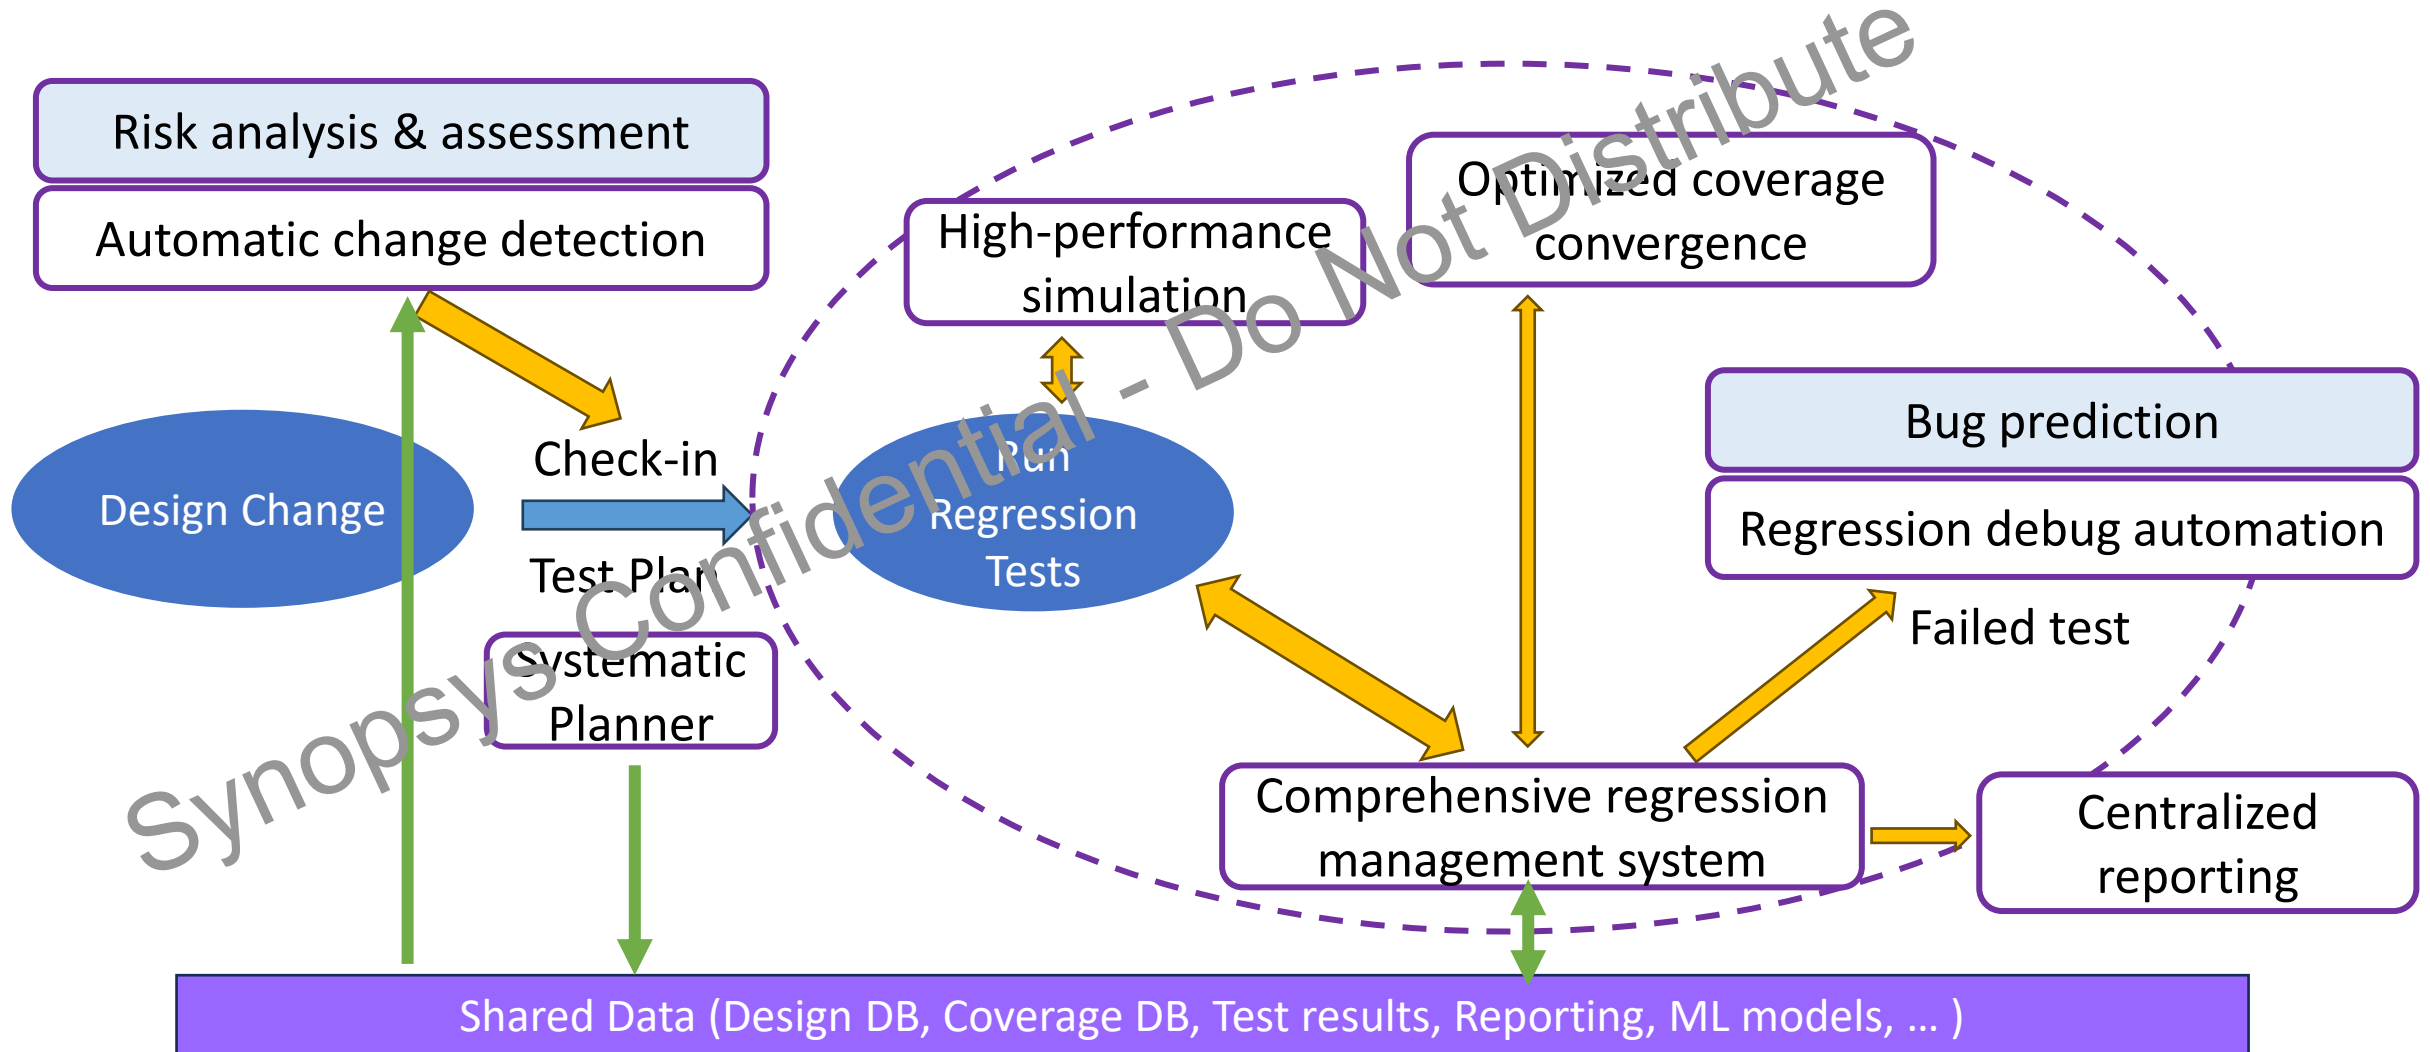 Risk analysis & assessment
Automatic change detection
Design Change
Check-in
Test Plan
Systematic
Planner
High-performance
simulation
Optimized coverage
convergence
Run
Regression
Tests
Bug prediction
Regression debug automation
Failed test
Comprehensive regression
management system
Centralized
reporting
Shared Data (Design DB, Coverage DB, Test results, Reporting, ML models, ... )
Synopsys Confidential - Do Not Distribute